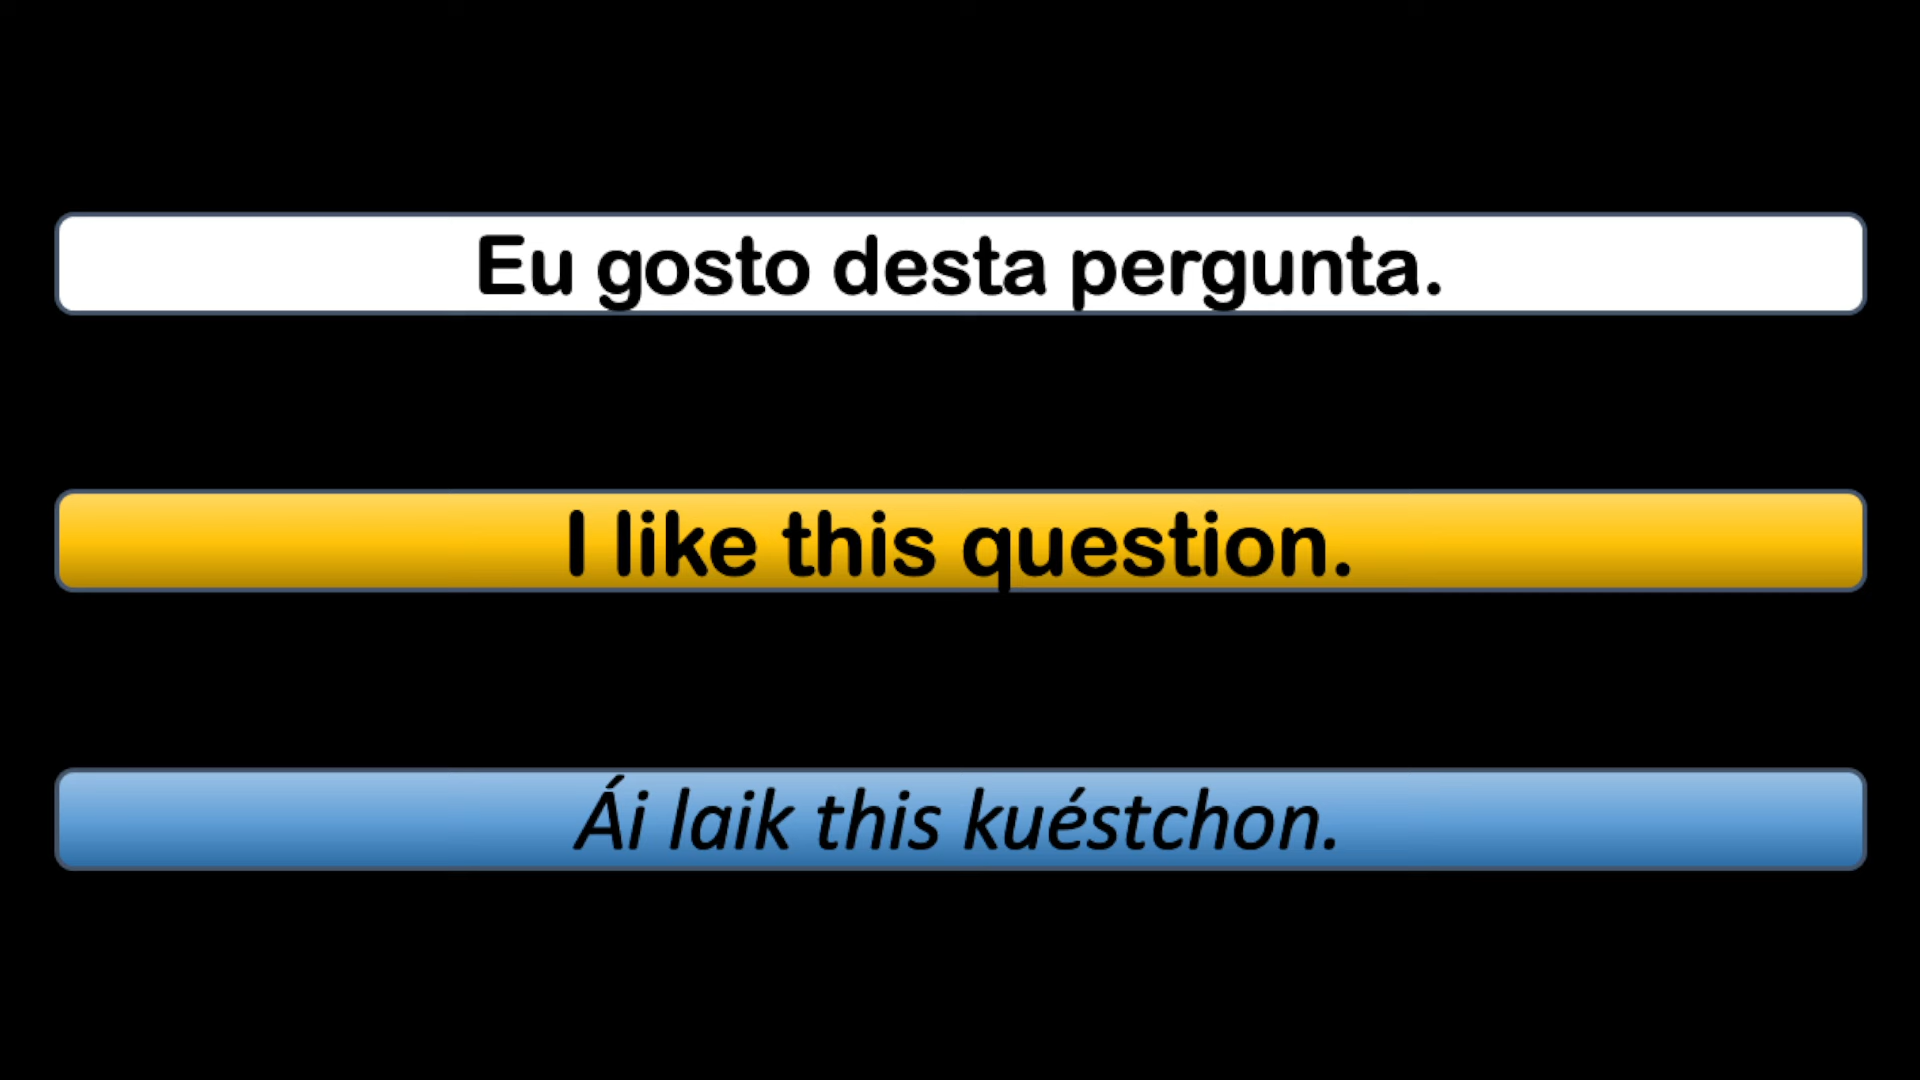 Eu gosto desta pergunta.
I like this question.
Ái laik this kuéstchon.